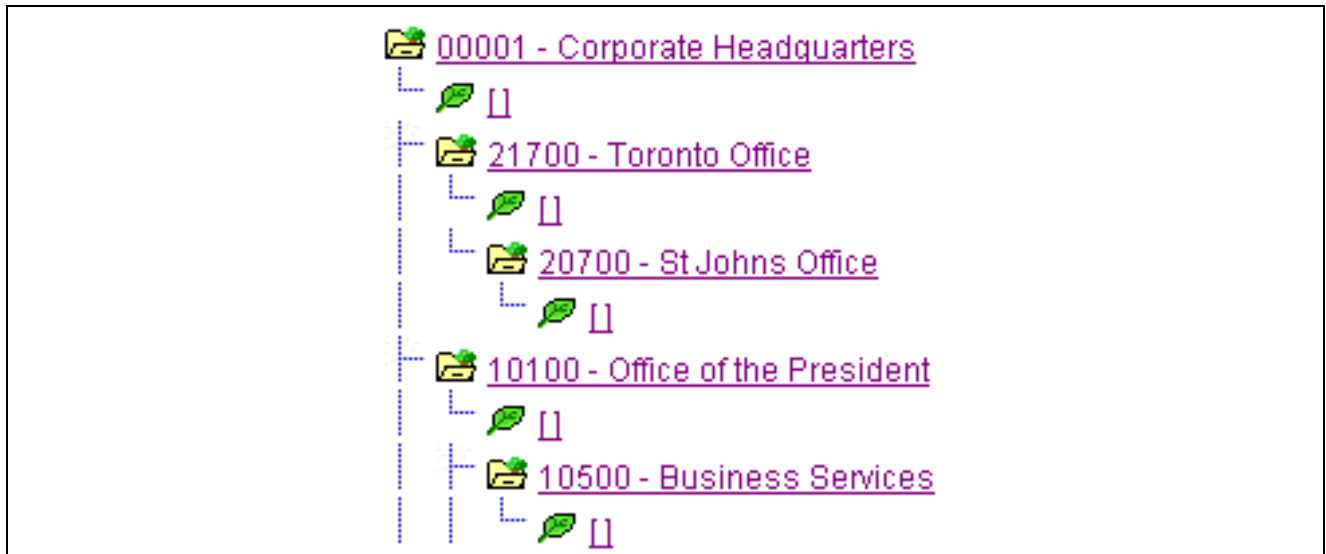 00001 - Corporate Headquarters
[]
21700 - Toronto Office
[]
20700 - St Johns Office
[]
10100 - Office of the President
[]
10500 - Business Services
[]